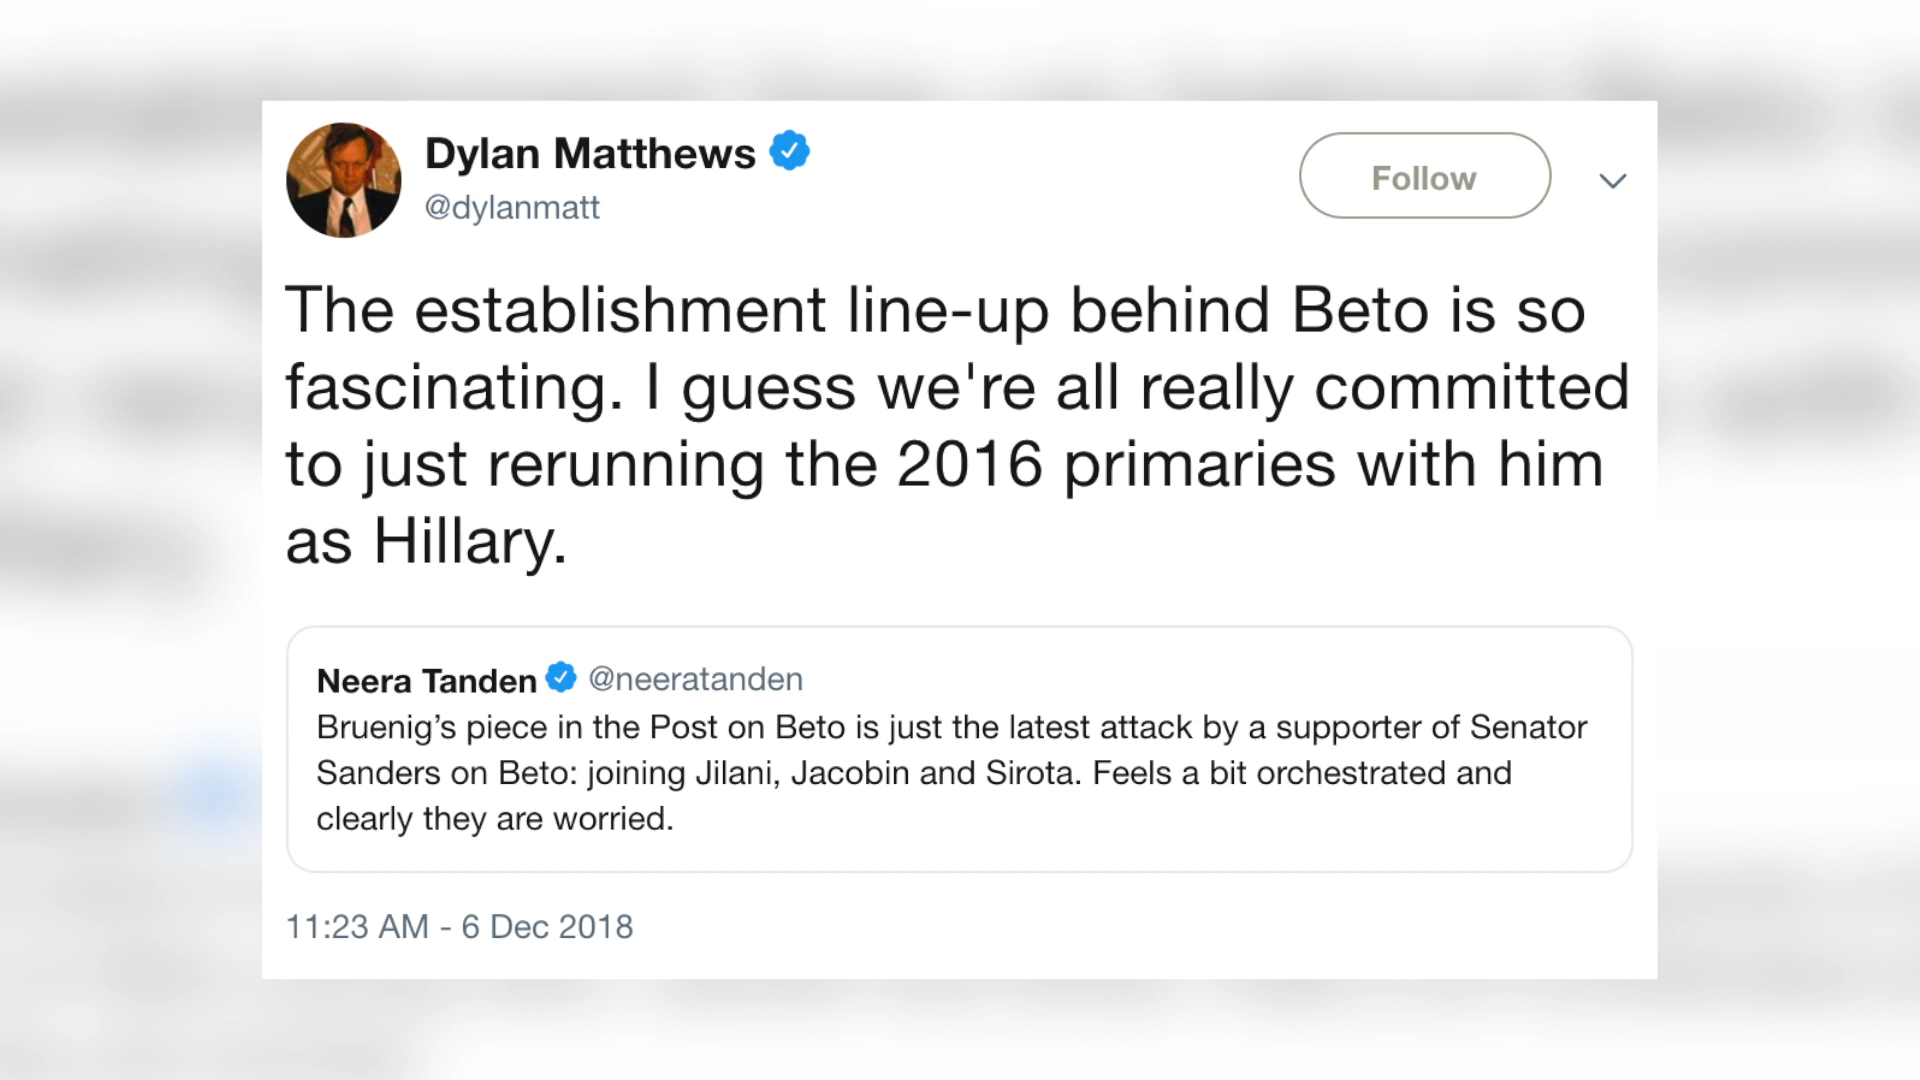 Dylan Matthews
@dylanmatt
Follow
The establishment line-up behind Beto is so
fascinating. I guess we're all really committed
to just rerunning the 2016 primaries with him
as Hillary.
Neera Tanden @neeratanden
Bruenig’s piece in the Post on Beto is just the latest attack by a supporter of Senator
Sanders on Beto: joining Jilani, Jacobin and Sirota. Feels a bit orchestrated and
clearly they are worried.
11:23 AM - 6 Dec 2018